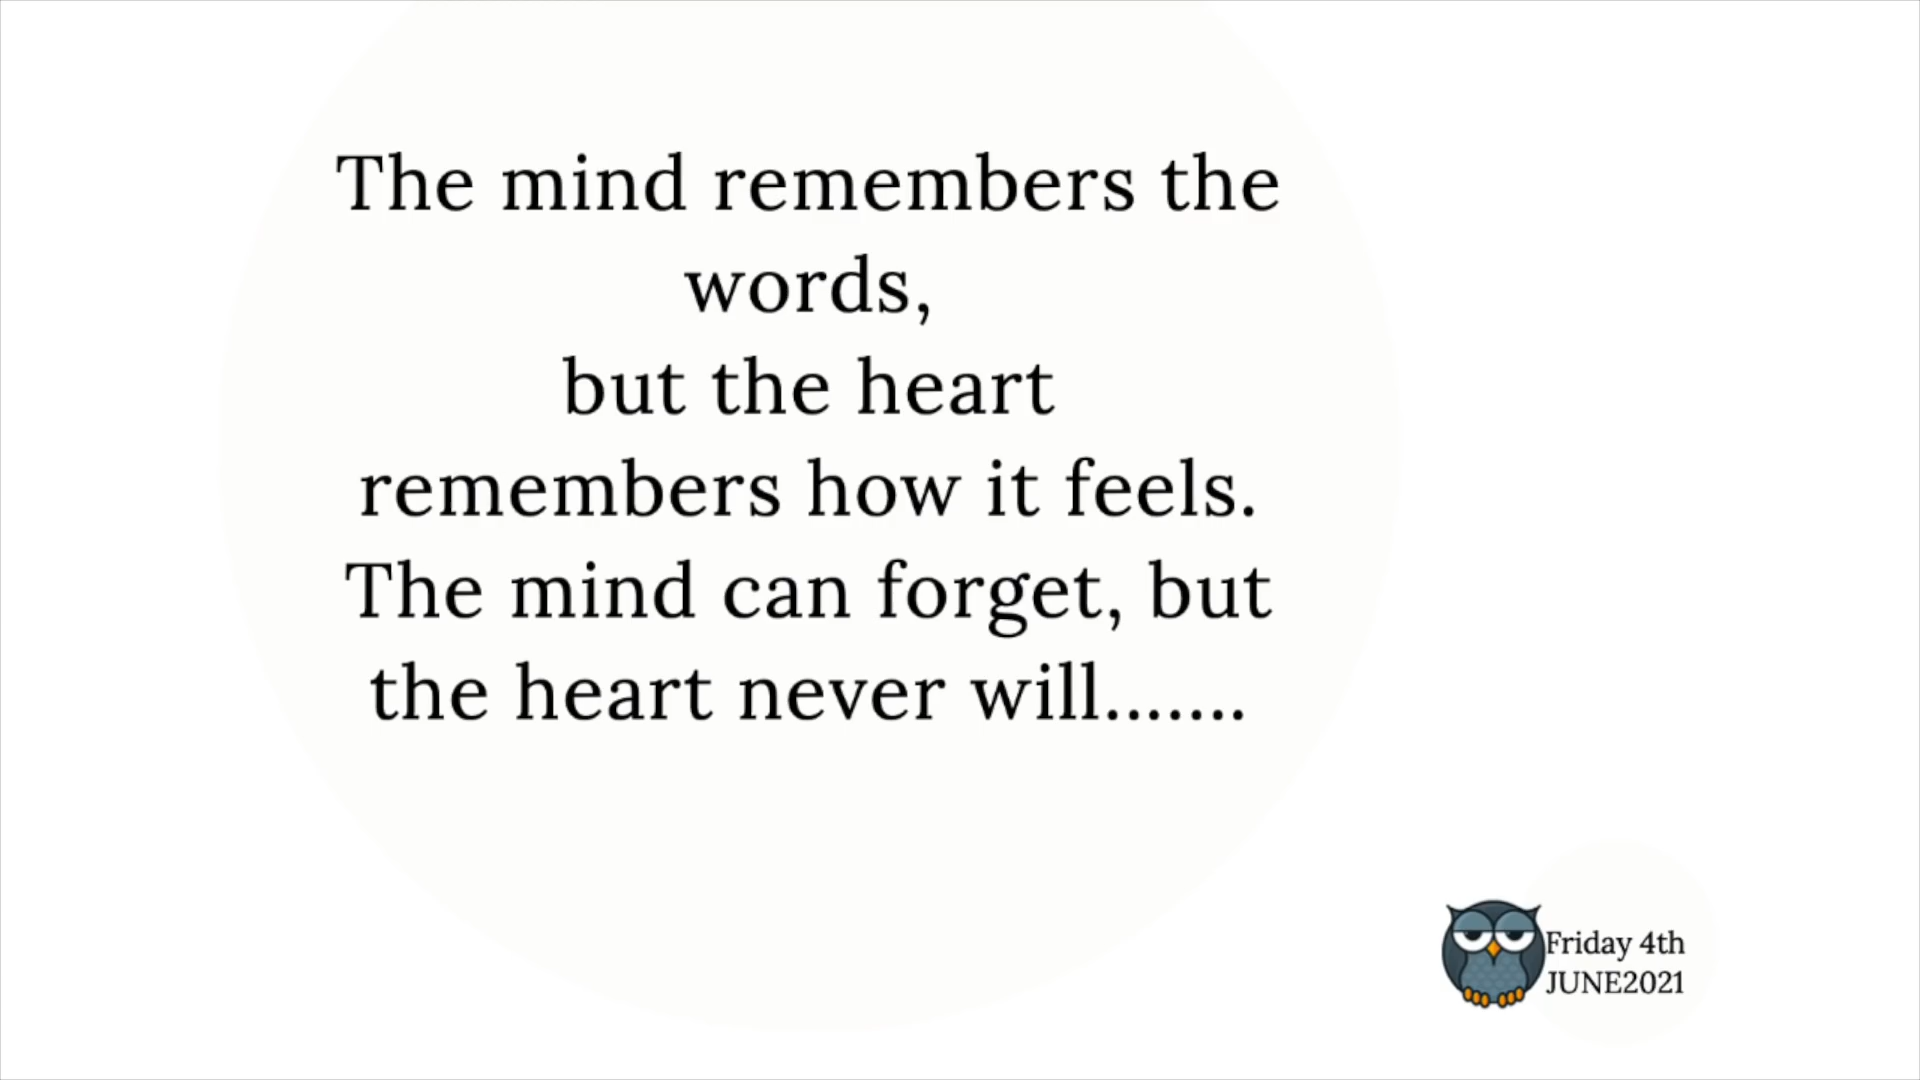 The mind remembers the
words,
but the heart
remembers how it feels.
The mind can forget, but
the heart never will.......
Friday 4th
JUNE2021